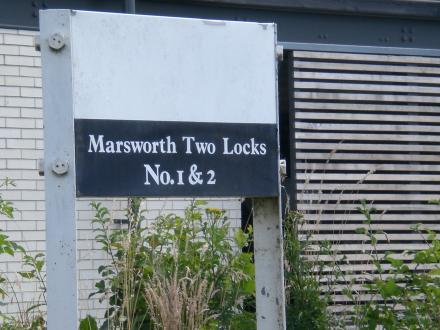 Marsworth Two Locks
No. 1 & 2